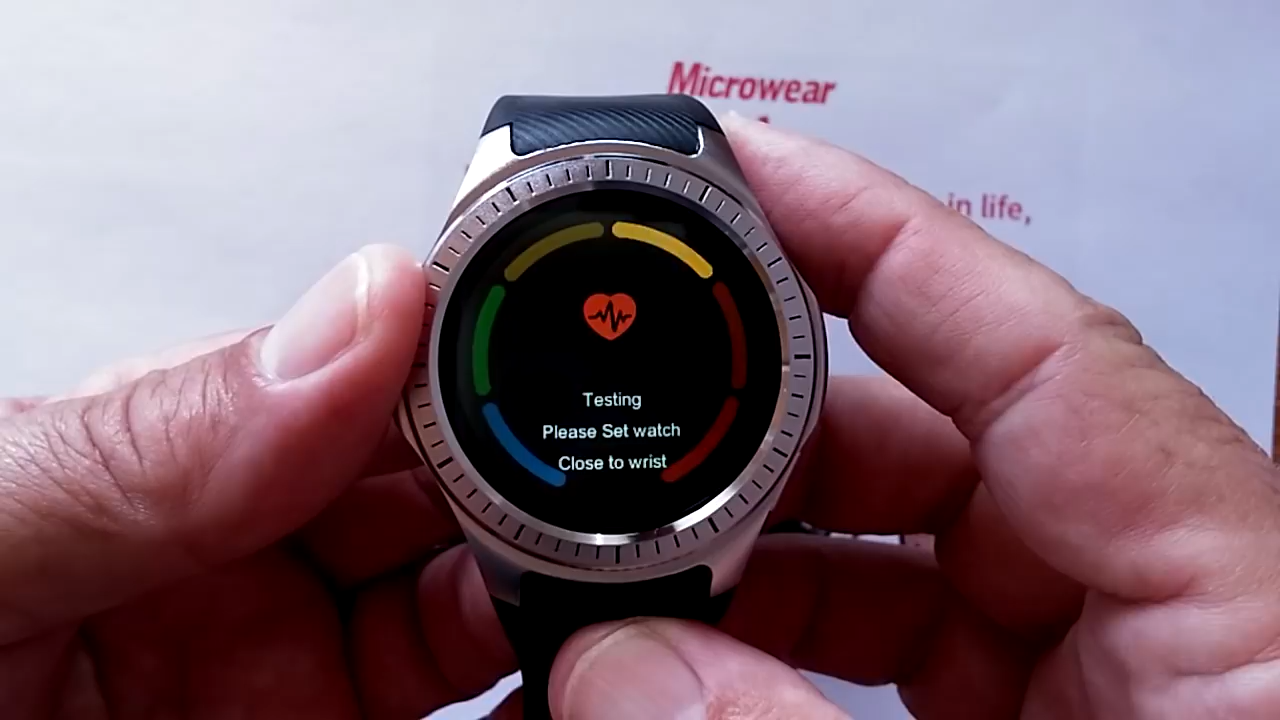 Microwear
in life,
Testing
Please Set watch
Close to wrist